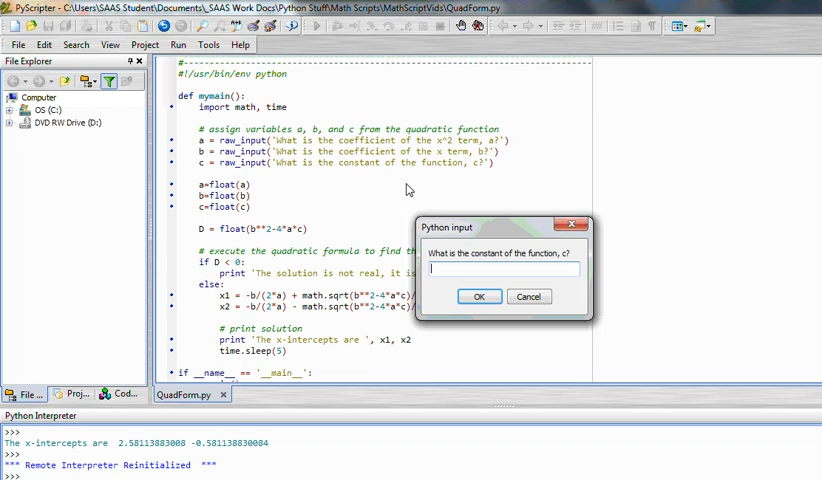 PyScripter - C:\Users\SAAS Student\Documents\_SAAS Work Docs\Python Stuff\Math Scripts\MathScriptVids\QuadForm.py
File Edit Search View Project Run Tools Help
File Explorer
Computer
OS (C:)
DVD RW Drive (D:)
#!/usr/bin/env python
def mymain():
import math, time
# assign variables a, b, and c from the quadratic function
a = raw_input('What is the coefficient of the x^2 term, a?')
b = raw_input('What is the coefficient of the x term, b?')
c = raw_input('What is the constant of the function, c?')
a=float(a)
b=float(b)
c=float(c)
D = float(b**2-4*a*c)
# execute the quadratic formula to find th
if D < 0:
print 'The solution is not real, it is
else:
x1 = -b/(2*a) + math.sqrt(b**2-4*a*c)/
x2 = -b/(2*a) - math.sqrt(b**2-4*a*c)/
# print solution
print 'The x-intercepts are ', x1, x2
time.sleep(5)
if __name__ == '__main__':
Python input
What is the constant of the function, c?
OK Cancel
File ... Proj... Cod...
QuadForm.py
Python Interpreter
>>>
The x-intercepts are 2.58113883008 -0.581138830084
>>>
*** Remote Interpreter Reinitialized ***
>>>